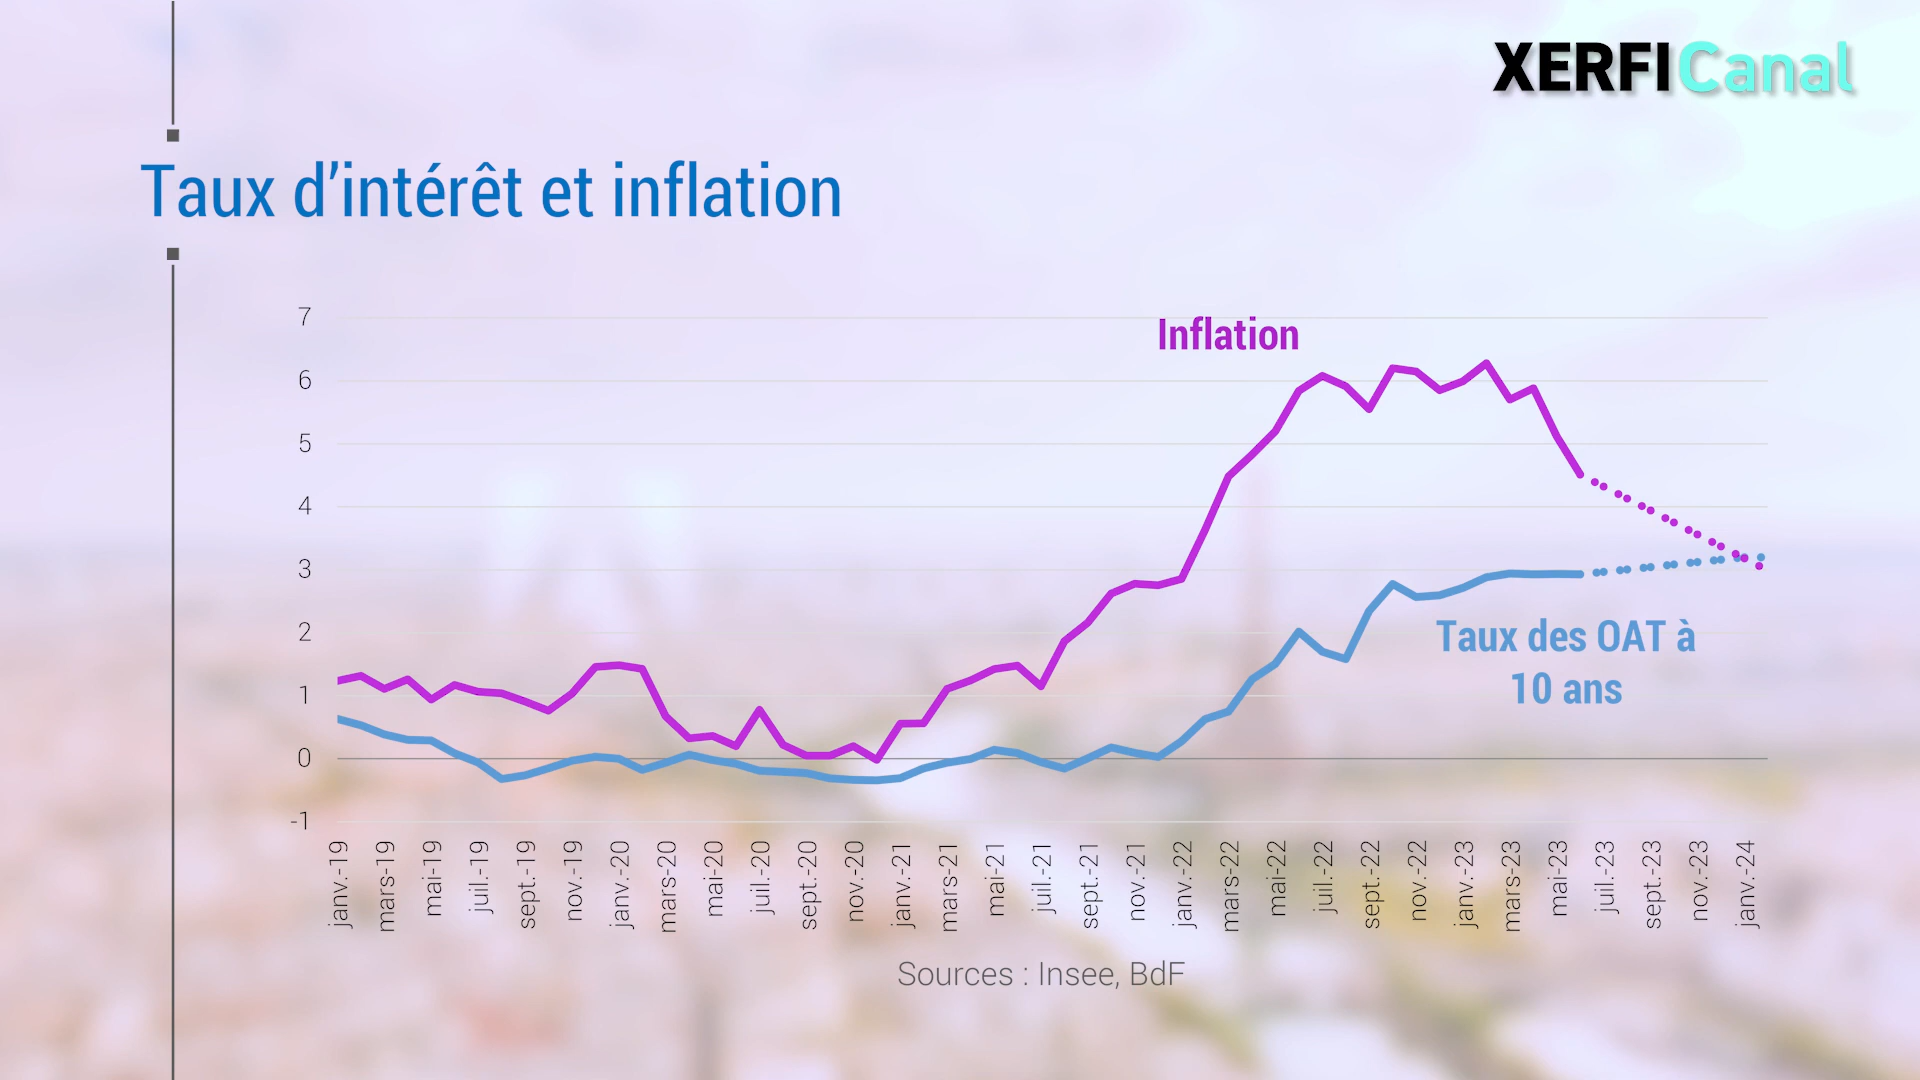 XERFI Canal
Taux d’intérêt et inflation
7
6
5
4
3
2
1
0
-1
Inflation
Taux des OAT à
10 ans
janv.-19
mars-19
mai-19
juil.-19
sept.-19
nov.-19
janv.-20
mars-20
mai-20
juil.-20
sept.-20
nov.-20
janv.-21
mars-21
mai-21
juil.-21
sept.-21
nov.-21
janv.-22
mars-22
mai-22
juil.-22
sept.-22
nov.-22
janv.-23
mars-23
mai-23
juil.-23
sept.-23
nov.-23
janv.-24
Sources : Insee, BdF